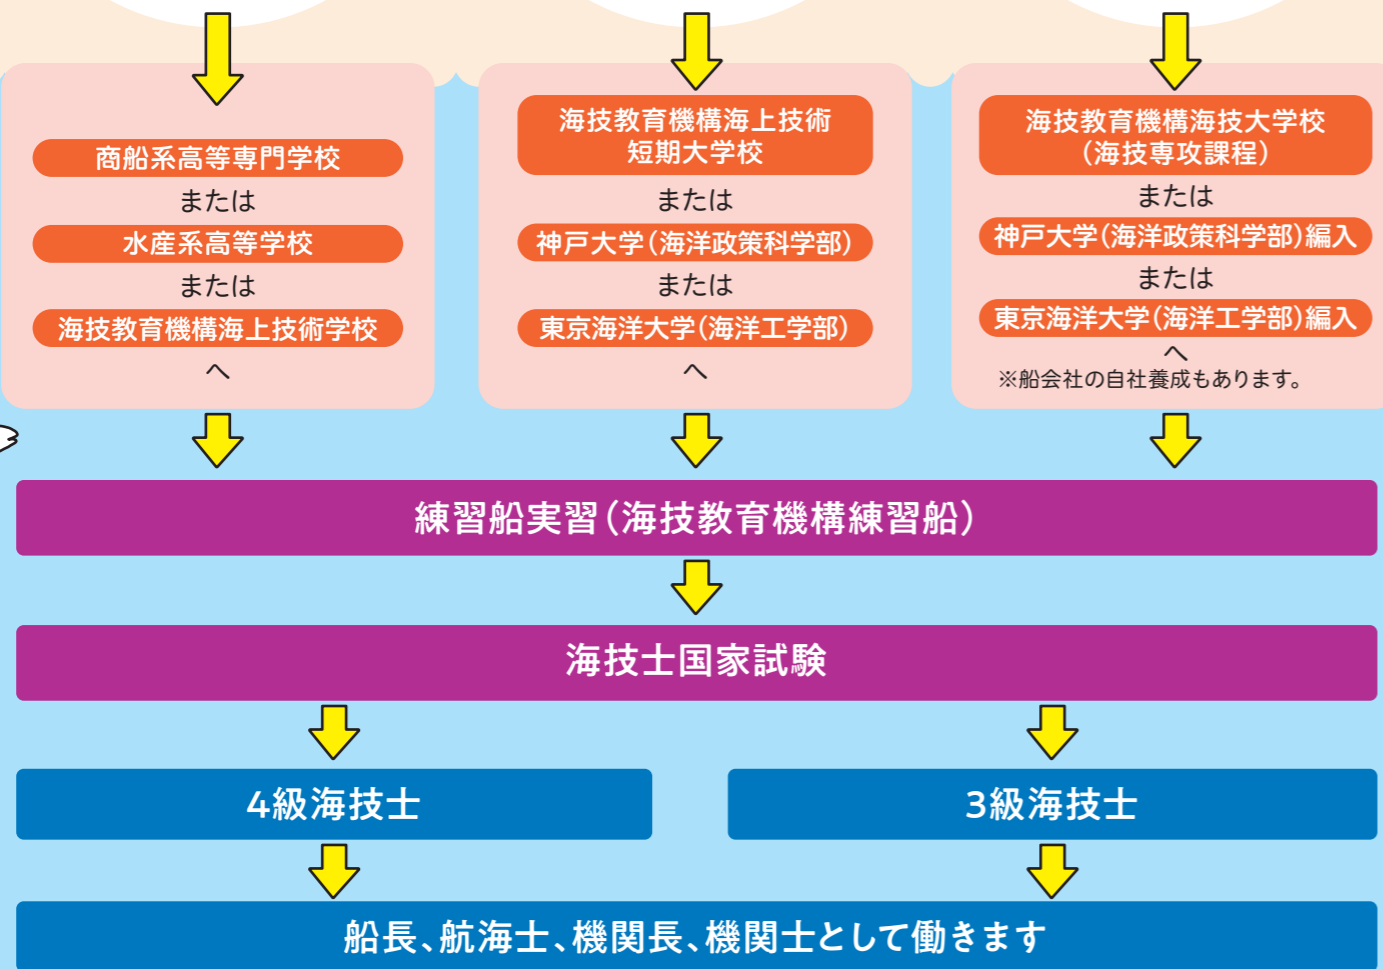 商船系高等専門学校
または
水産系高等学校
または
海技教育機構海上技術学校
へ
海技教育機構海上技術
短期大学校
または
神戸大学(海洋政策科学部)
または
東京海洋大学(海洋工学部)
へ
海技教育機構海技大学校
(海技専攻課程)
または
神戸大学(海洋政策科学部)編入
または
東京海洋大学(海洋工学部)編入
へ
※船会社の自社養成もあります。
練習船実習(海技教育機構練習船)
海技士国家試験
4級海技士
3級海技士
船長、航海士、機関長、機関士として働きます